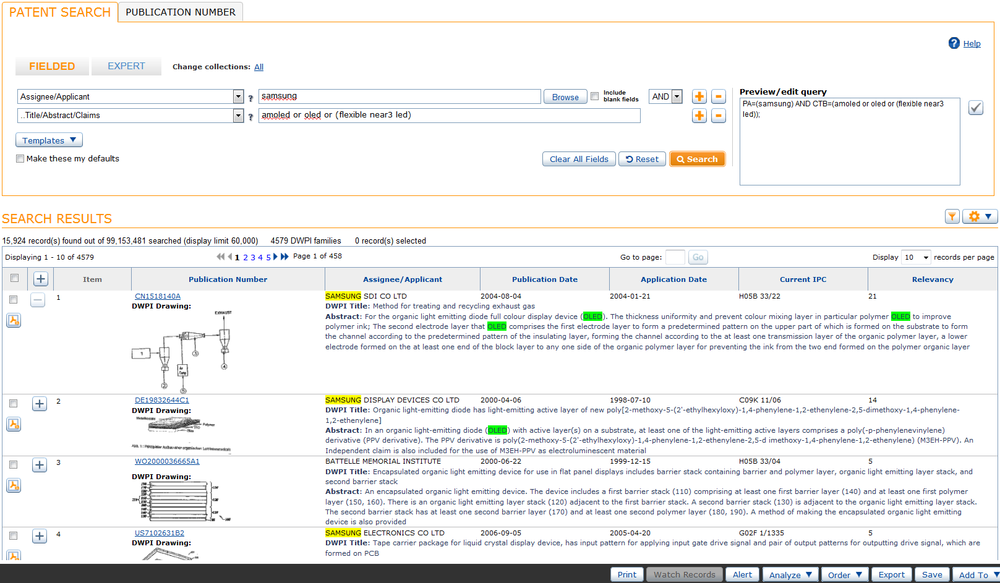 PATENT SEARCH
PUBLICATION NUMBER
? Help
FIELDED
EXPERT
Change collections: All
Assignee/Applicant
?
samsung
Browse
Include
blank fields
AND
..Title/Abstract/Claims
?
amoled or oled or (flexible near3 led)
Preview/edit query
PA=(samsung) AND CTB=(amoled or oled or (flexible near3
led));
Templates
Make these my defaults
Clear All Fields
Reset
Search
SEARCH RESULTS
15,924 record(s) found out of 99,153,481 searched (display limit 60,000) 4579 DWPI families 0 record(s) selected
Displaying 1 - 10 of 4579
1 2 3 4 5
Page 1 of 458
Go to page:
Go
Display 10 records per page
Item Publication Number Assignee/Applicant Publication Date Application Date Current IPC Relevancy
1 CN1518140A SAMSUNG SDI CO LTD 2004-08-04 2004-01-21 H05B 33/22 21
DWPI Drawing:
EXHAUST
1
Air
Comp
2
3
4
5
DWPI Title: Method for treating and recycling exhaust gas
Abstract: For the organic light emitting diode full colour display device (OLED). The thickness uniformity and prevent colour mixing layer in particular polymer OLED to improve
polymer ink; The second electrode layer that OLED comprises the first electrode layer to form a predetermined pattern on the upper part of which is formed on the substrate to form
the channel according to the predetermined pattern of the insulating layer, forming the channel according to the at least one transmission layer of the organic polymer layer, a lower
electrode formed on the at least one end of the block layer to any one side of the organic polymer layer for preventing the ink from the two end formed on the polymer organic layer
2 DE19832644C1 SAMSUNG DISPLAY DEVICES CO LTD 2000-04-06 1998-07-10 C09K 11/06 14
DWPI Drawing:
Metallkontakt
Polymer
ITO
Glas
Abb. 1: Prinzipieller Aufbau einer organischen Lumineszenzdiode
DWPI Title: Organic light-emitting diode has light-emitting active layer of new poly[2-methoxy-5-(2'-ethylhexyloxy)-1,4-phenylene-1,2-ethenylene-2,5-dimethoxy-1,4-phenylene-
1,2-ethenylene]
Abstract: In an organic light-emitting diode (OLED) with active layer(s) on a substrate, at least one of the light-emitting active layers comprises a poly(-p-phenylenevinylene)
derivative (PPV derivative). The PPV derivative is poly(2-methoxy-5-(2'-ethylhexyloxy)-1,4-phenylene-1,2-ethenylene-2,5-d imethoxy-1,4-phenylene-1,2-ethenylene) (M3EH-PPV). An
Independent claim is also included for the use of M3EH-PPV as electroluminescent material
3 WO2000036665A1 BATTELLE MEMORIAL INSTITUTE 2000-06-22 1999-12-15 H05B 33/04 5
DWPI Drawing:
DWPI Title: Encapsulated organic light emitting device for use in flat panel displays includes barrier stack containing barrier and polymer layer, organic light emitting layer stack, and
second barrier stack
Abstract: An encapsulated organic light emitting device. The device includes a first barrier stack (110) comprising at least one first barrier layer (140) and at least one first polymer
layer (150, 160). There is an organic light emitting layer stack (120) adjacent to the first barrier stack. A second barrier stack (130) is adjacent to the organic light emitting layer stack.
The second barrier stack has at least one second barrier layer (170) and at least one second polymer layer (180, 190). A method of making the encapsulated organic light emitting
device is also provided
4 US7102631B2 SAMSUNG ELECTRONICS CO LTD 2006-09-05 2005-04-20 G02F 1/1335 5
DWPI Drawing:
DWPI Title: Tape carrier package for liquid crystal display device, has input pattern for applying input gate drive signal and pair of output patterns for outputting drive signal, which are
formed on PCB
Print
Watch Records
Alert
Analyze
Order
Export
Save
Add To